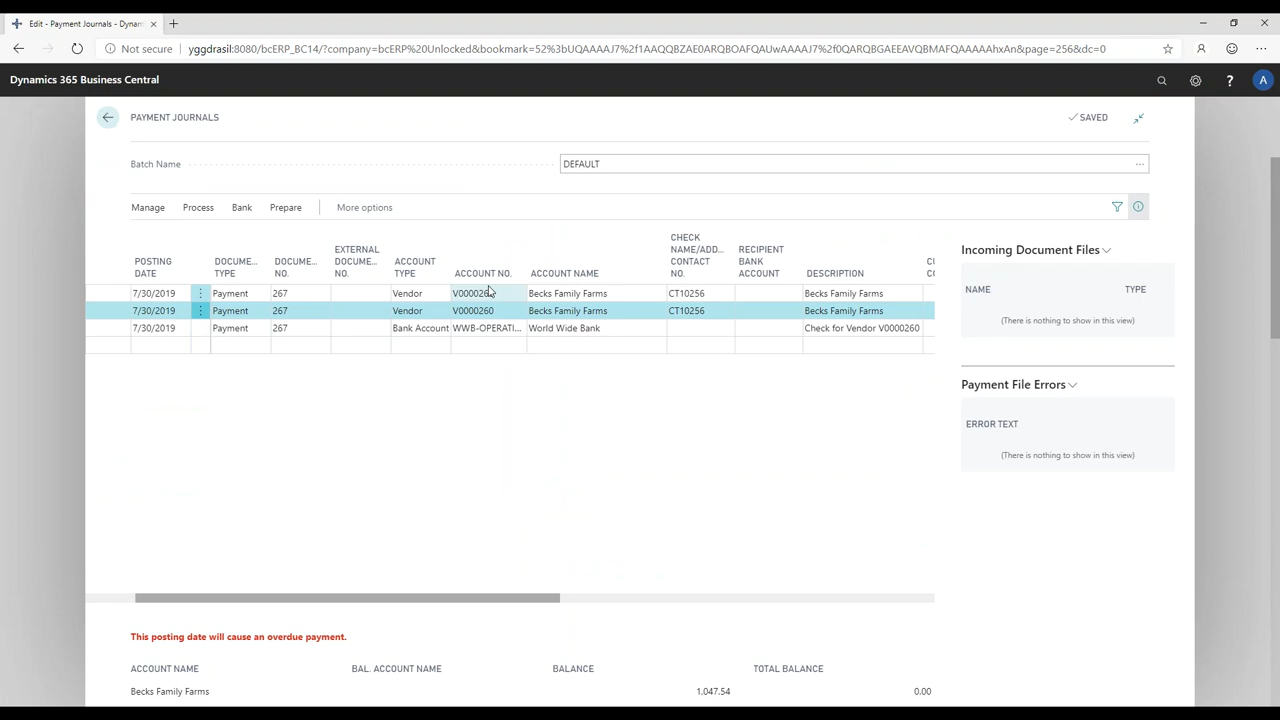 Edit - Payment Journals - Dynam
Not secure
yggdrasil:8080/bcERP_BC14/?company=bcERP%20Unlocked&bookmark=52%3bUQAAAAJ7%2f1AAQQBZAE0ARQBOAFQAUwAAAAJ7%2f0QARQBGAEEAVQBMAFQAAAAAhxAn&page=256&dc=0
Dynamics 365 Business Central
?
A
PAYMENT JOURNALS
SAVED
Batch Name
DEFAULT
Manage Process Bank Prepare More options
POSTING DATE DOCUME... TYPE DOCUME... NO. EXTERNAL DOCUME... NO. ACCOUNT TYPE ACCOUNT NO. ACCOUNT NAME CHECK NAME/ADD... CONTACT NO. RECIPIENT BANK ACCOUNT DESCRIPTION
7/30/2019 Payment 267 Vendor V0000260 Becks Family Farms CT10256 Becks Family Farms
7/30/2019 Payment 267 Vendor V0000260 Becks Family Farms CT10256 Becks Family Farms
7/30/2019 Payment 267 Bank Account WWB-OPERATI... World Wide Bank Check for Vendor V0000260
Incoming Document Files
NAME TYPE
(There is nothing to show in this view)
Payment File Errors
ERROR TEXT
(There is nothing to show in this view)
This posting date will cause an overdue payment.
ACCOUNT NAME BAL. ACCOUNT NAME BALANCE TOTAL BALANCE
Becks Family Farms 1,047.54 0.00